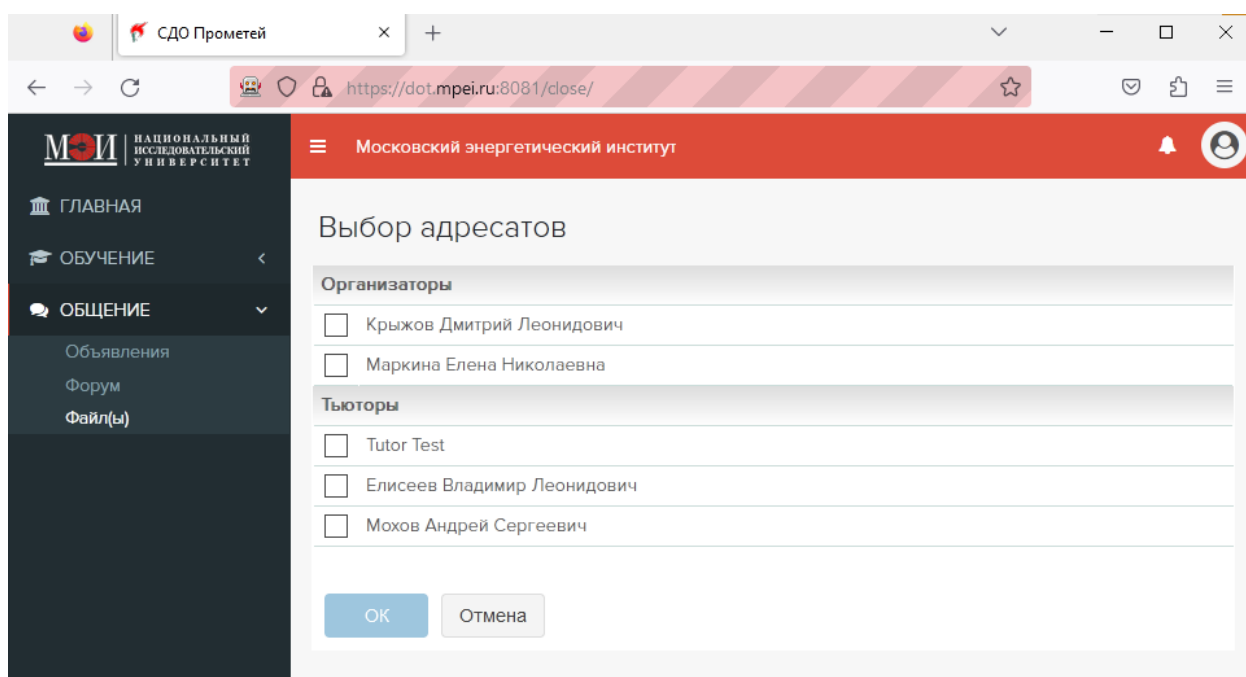 СДО Прометей
https://dot.mpei.ru:8081/close/
МЭИ
НАЦИОНАЛЬНЫЙ
ИССЛЕДОВАТЕЛЬСКИЙ
УНИВЕРСИТЕТ
Московский энергетический институт
ГЛАВНАЯ
ОБУЧЕНИЕ
ОБЩЕНИЕ
Объявления
Форум
Файл(ы)
Выбор адресатов
Организаторы
Крыжов Дмитрий Леонидович
Маркина Елена Николаевна
Тьюторы
Tutor Test
Елисеев Владимир Леонидович
Мохов Андрей Сергеевич
ОК Отмена